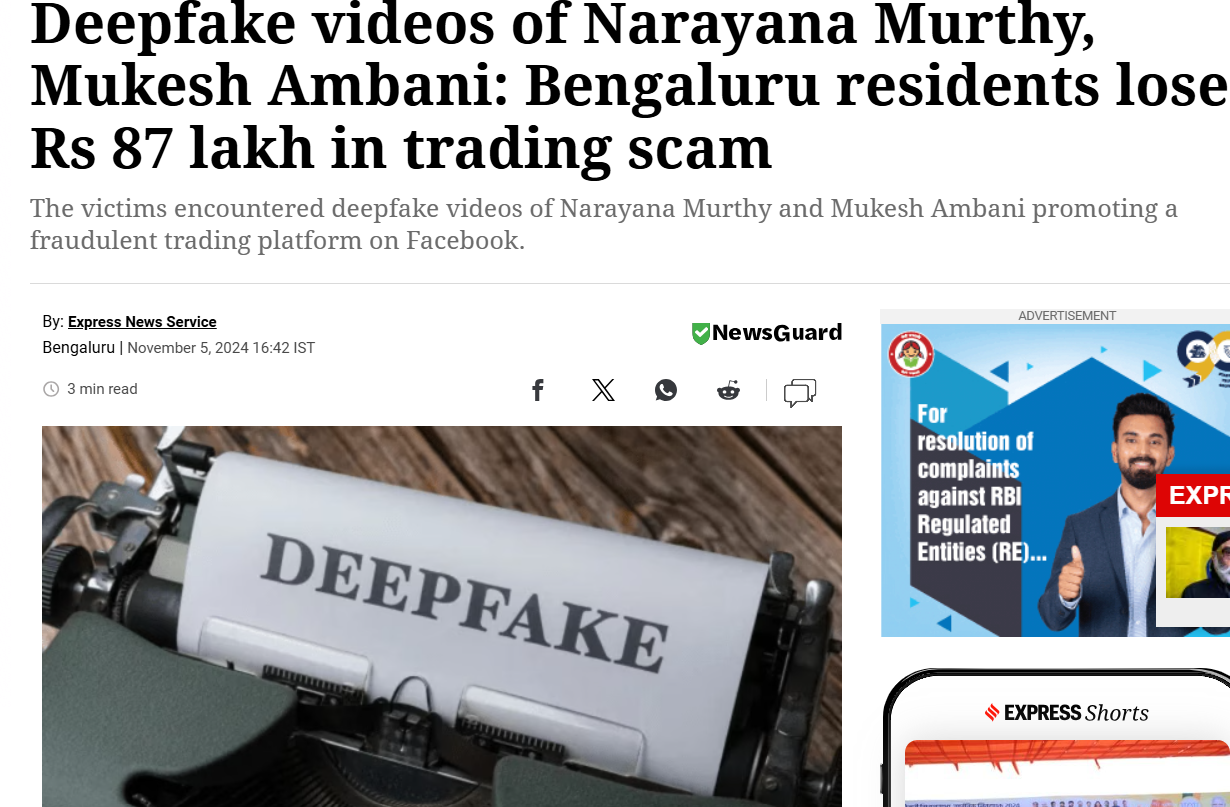 Deepfake videos of Narayana Murthy,
Mukesh Ambani: Bengaluru residents lose
Rs 87 lakh in trading scam
The victims encountered deepfake videos of Narayana Murthy and Mukesh Ambani promoting a
fraudulent trading platform on Facebook.
By: Express News Service
Bengaluru | November 5, 2024 16:42 IST
NewsGuard
3 min read
DEEPFAKE
ADVERTISEMENT
For
resolution of
complaints
against RBI
Regulated
Entities (RE)...
EXPR
EXPRESS Shorts